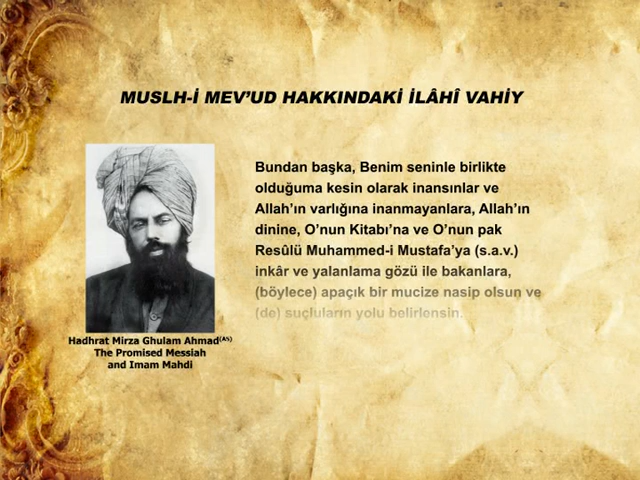 MUSLH-İ MEV'UD HAKKINDAKİ İLÂHÎ VAHİY
Bundan başka, Benim seninle birlikte
olduğuma kesin olarak inansınlar ve
Allah'ın varlığına inanmayanlara, Allah'ın
dinine, O'nun Kitabı'na ve O'nun pak
Resûlü Muhammed-i Mustafa'ya (s.a.v.)
inkâr ve yalanlama gözü ile bakanlara,
(böylece) apaçık bir mucize nasip olsun ve
(de) suçluların yolu belirlensin.
Hadhrat Mirza Ghulam Ahmad(AS)
The Promised Messiah
and Imam Mahdi